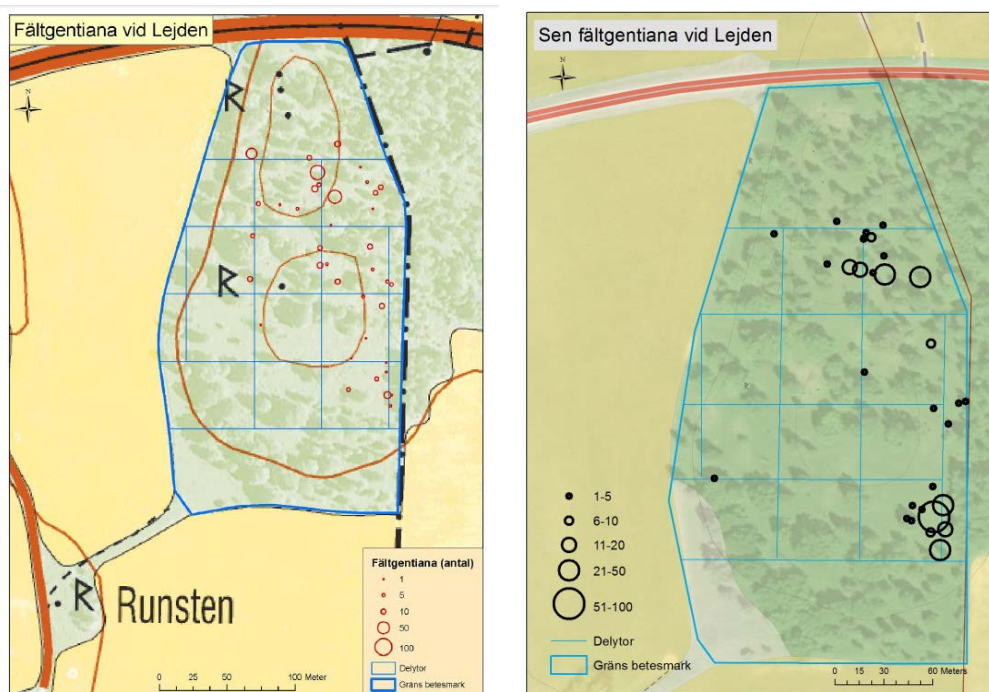 Fältgentiana vid Lejden
N
R
R
R
Runsten
Fältgentiana (antal)
1
5
10
50
100
Delytor
Gräns betesmark
0 50 100 Meter
Sen fältgentiana vid Lejden
N
R
R
1-5
6-10
11-20
21-50
51-100
Delytor
Gräns betesmark
0 15 30 60 Meters